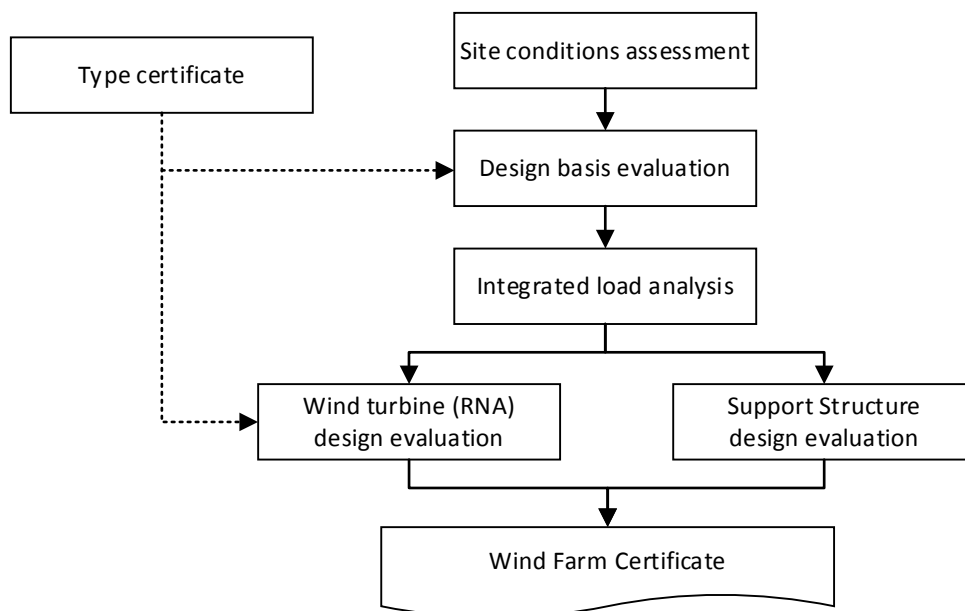 Site conditions assessment
Type certificate
Design basis evaluation
Integrated load analysis
Wind turbine (RNA)
design evaluation
Support Structure
design evaluation
Wind Farm Certificate